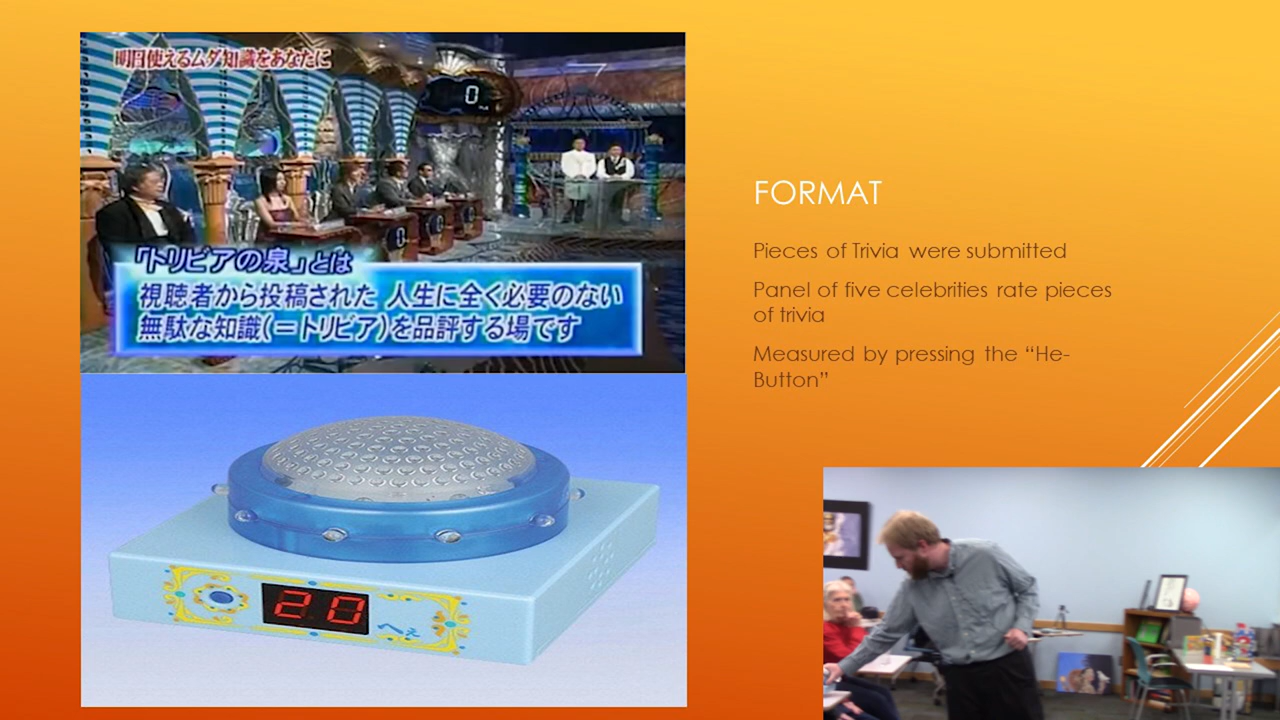 明日使えるムダ知識をあなたに
0
0
「トリビアの泉」とは
視聴者から投稿された 人生に全く必要のない
無駄な知識(=トリビア)を品評する場です
20
へぇ
FORMAT
Pieces of Trivia were submitted
Panel of five celebrities rate pieces
of trivia
Measured by pressing the “He-
Button”